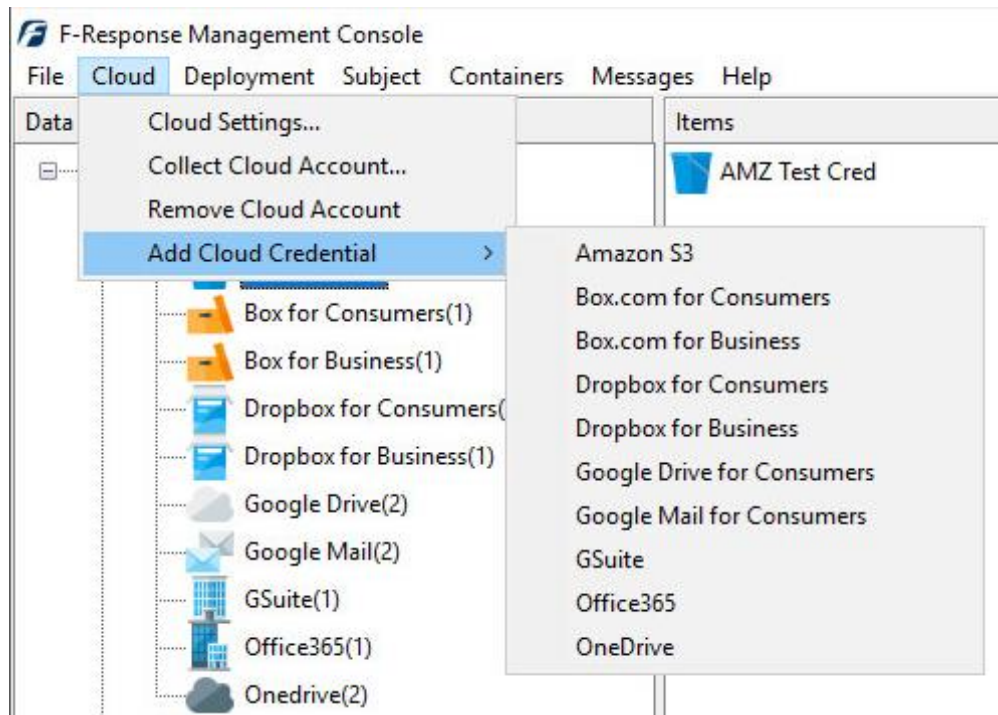 F-Response Management Console
File Cloud Deployment Subject Containers Messages Help
Data
Items
Cloud Settings...
Collect Cloud Account...
Remove Cloud Account
Add Cloud Credential >
AMZ Test Cred
Amazon S3
Box.com for Consumers
Box.com for Business
Dropbox for Consumers
Dropbox for Business
Google Drive for Consumers
Google Mail for Consumers
GSuite
Office365
OneDrive
Box for Consumers(1)
Box for Business(1)
Dropbox for Consumers(
Dropbox for Business(1)
Google Drive(2)
Google Mail(2)
GSuite(1)
Office365(1)
Onedrive(2)